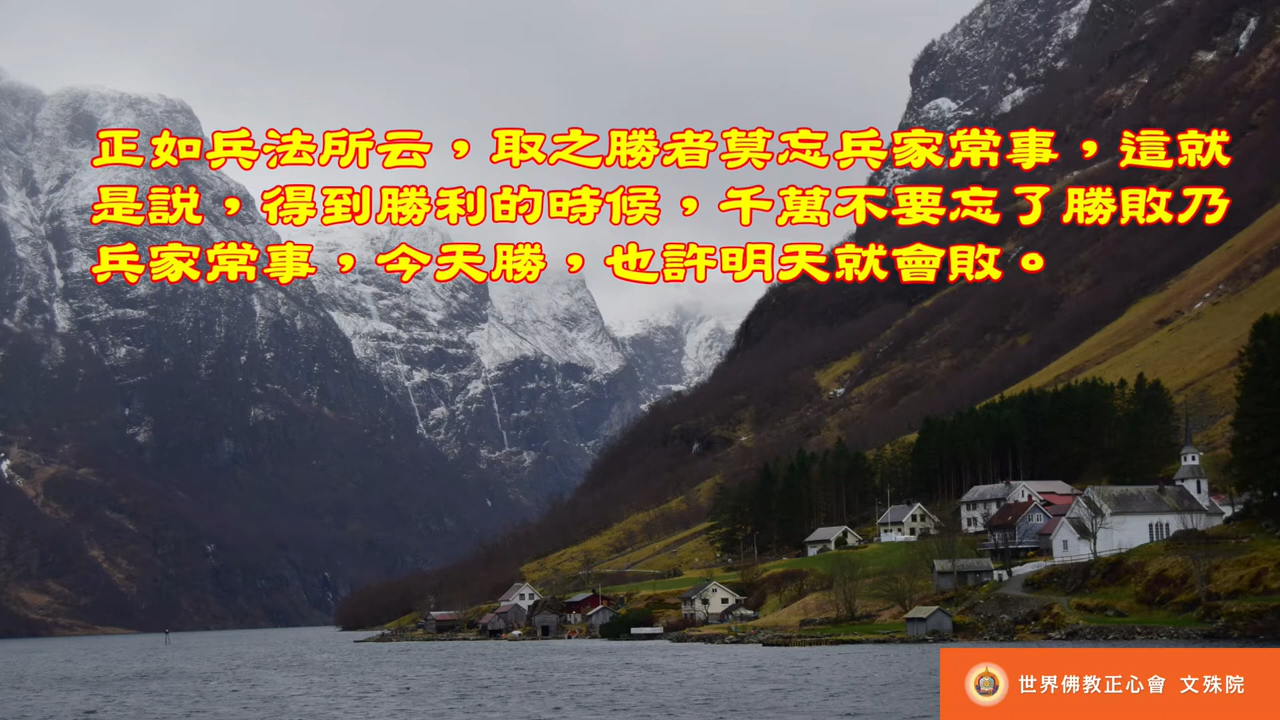 正如兵法所云，取之勝者莫忘兵家常事，這就
是説，得到勝利的時候，千萬不要忘了勝敗乃
兵家常事，今天勝，也許明天就會敗。
世界佛教正心會 文殊院